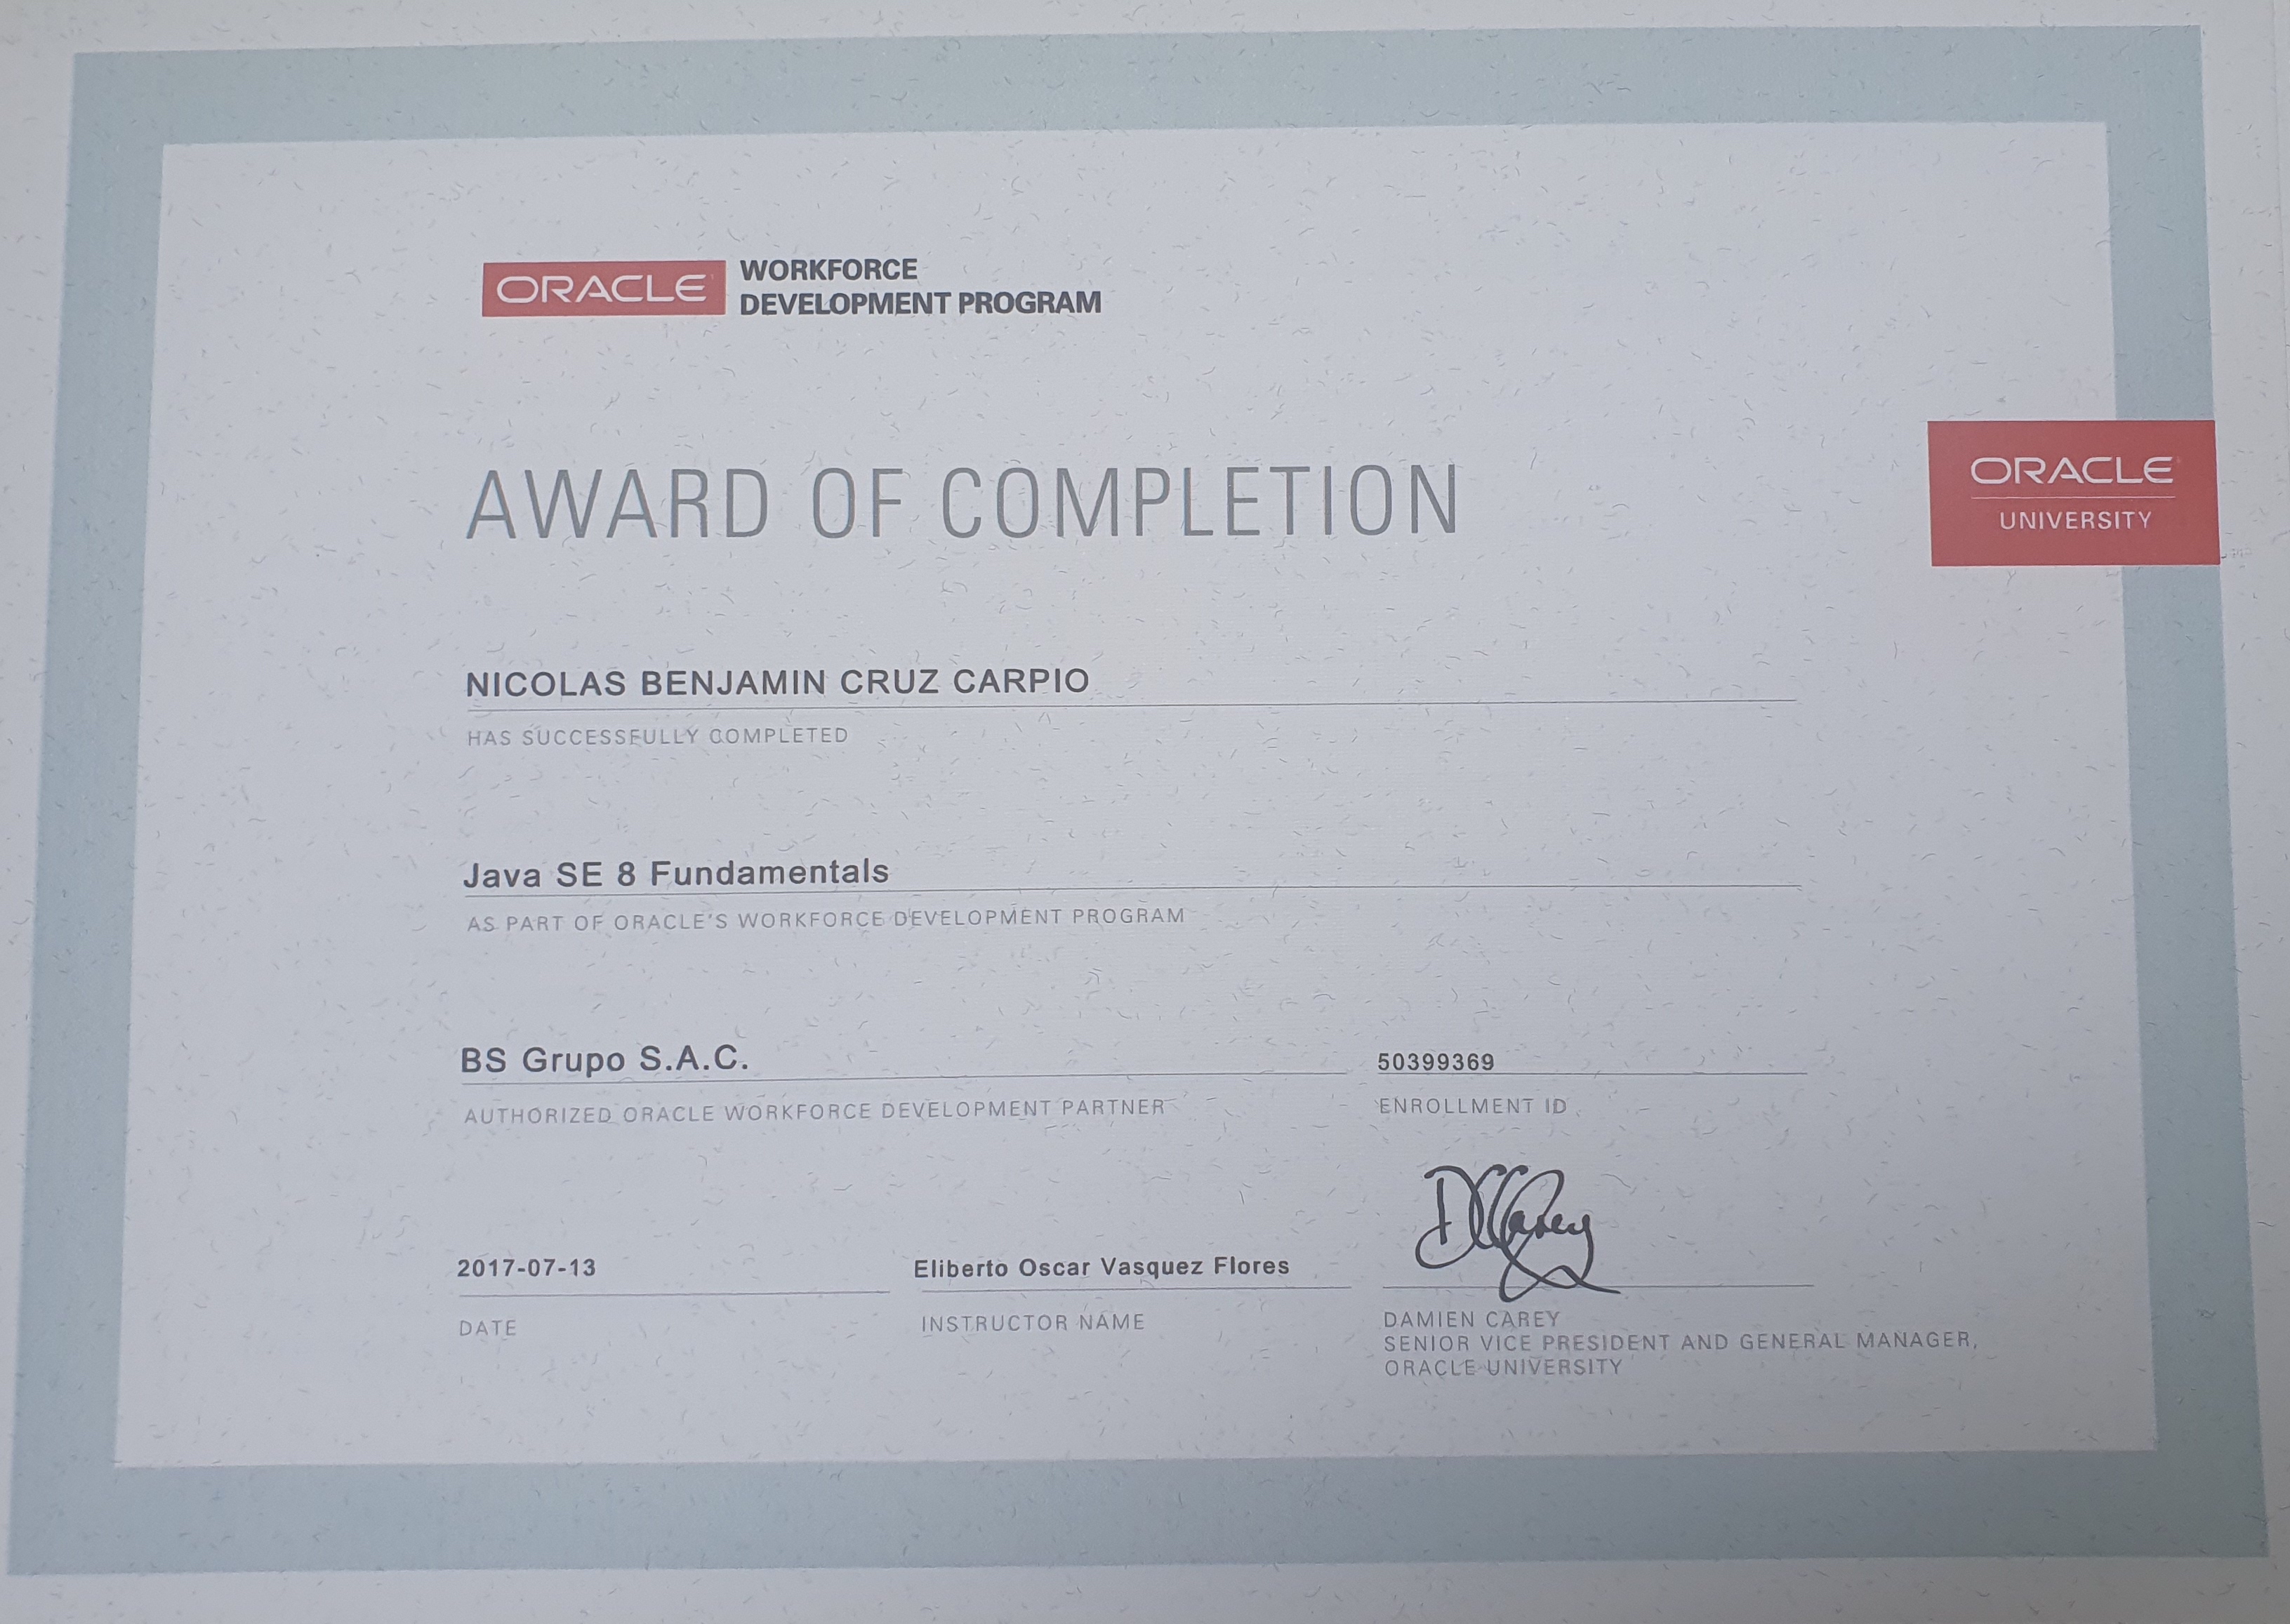 ORACLE WORKFORCE
DEVELOPMENT PROGRAM
AWARD OF COMPLETION
ORACLE
UNIVERSITY
NICOLAS BENJAMIN CRUZ CARPIO
HAS SUCCESSFULLY COMPLETED
Java SE 8 Fundamentals
AS PART OF ORACLE'S WORKFORCE DEVELOPMENT PROGRAM
BS Grupo S.A.C.
50399369
AUTHORIZED ORACLE WORKFORCE DEVELOPMENT PARTNER
ENROLLMENT ID
DCarey
2017-07-13
Eliberto Oscar Vasquez Flores
DATE
INSTRUCTOR NAME
DAMIEN CAREY
SENIOR VICE PRESIDENT AND GENERAL MANAGER,
ORACLE UNIVERSITY